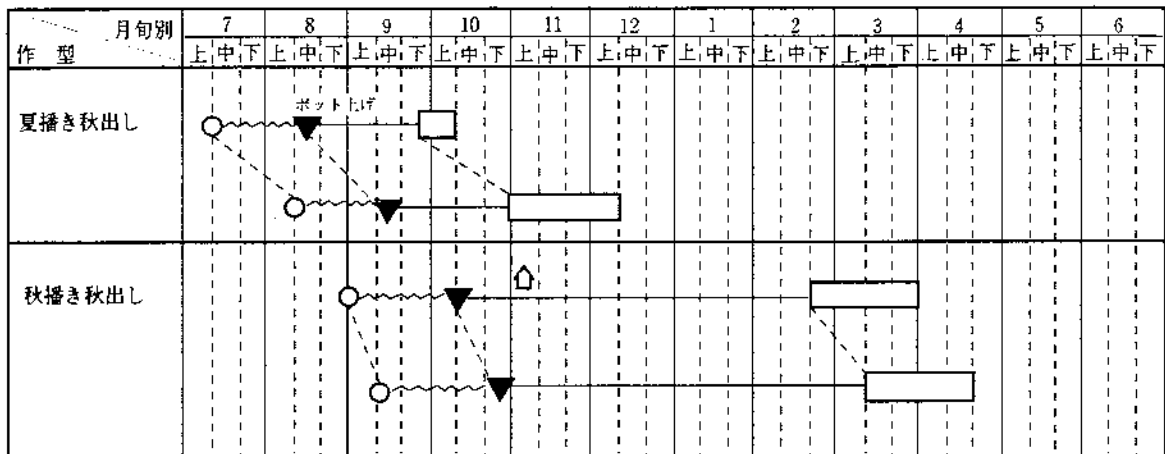 月旬別 7 8 9 10 11 12 1 2 3 4 5 6
作型 上 中 下 上 中 下 上 中 下 上 中 下 上 中 下 上 中 下 上 中 下 上 中 下 上 中 下 上 中 下 上 中 下 上 中 下
ポット上げ
夏播き秋出し
秋播き秋出し